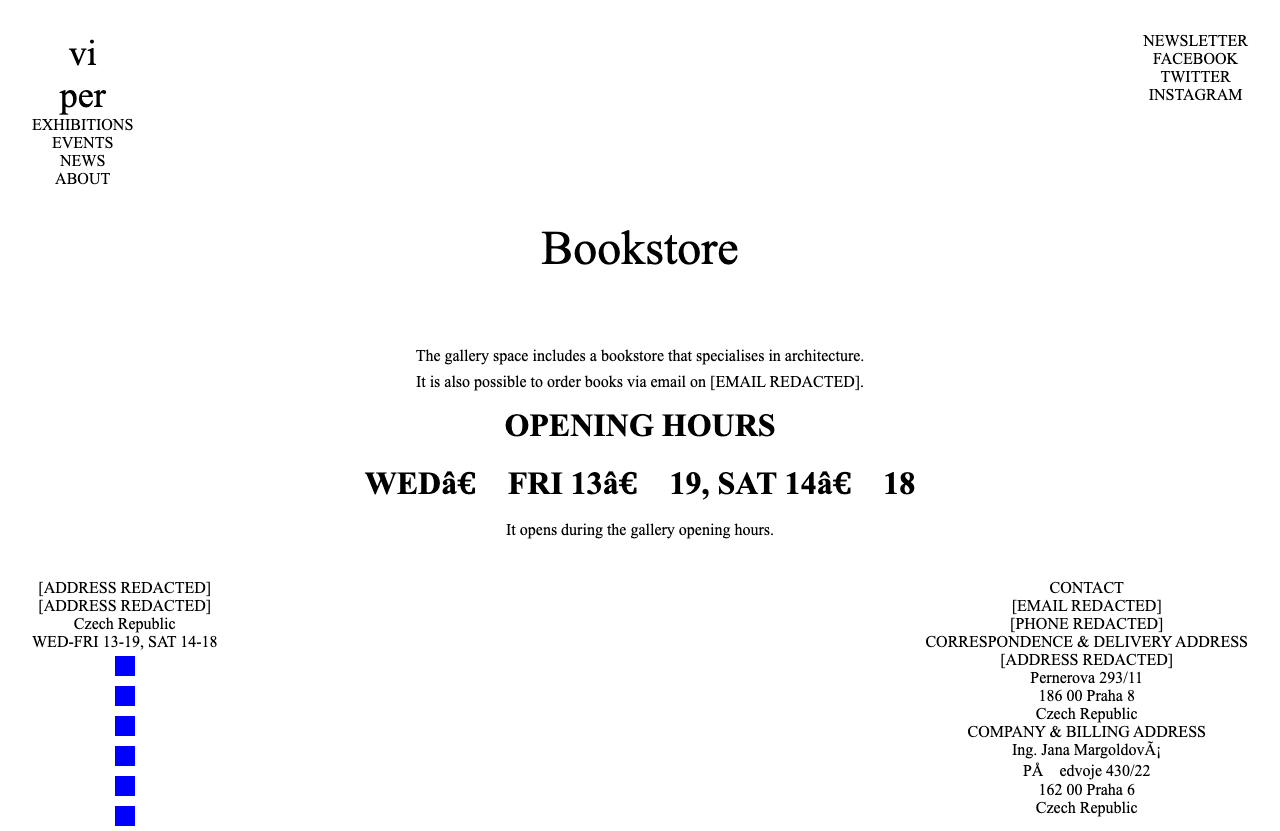 vi
per
EXHIBITIONS
EVENTS
NEWS
ABOUT
NEWSLETTER
FACEBOOK
TWITTER
INSTAGRAM
Bookstore
The gallery space includes a bookstore that specialises in architecture.
It is also possible to order books via email on [EMAIL REDACTED].
OPENING HOURS
WEDâ€ FRI 13â€ 19, SAT 14â€ 18
It opens during the gallery opening hours.
[ADDRESS REDACTED]
[ADDRESS REDACTED]
Czech Republic
WED-FRI 13-19, SAT 14-18
CONTACT
[EMAIL REDACTED]
[PHONE REDACTED]
CORRESPONDENCE & DELIVERY ADDRESS
[ADDRESS REDACTED]
Pernerova 293/11
186 00 Praha 8
Czech Republic
COMPANY & BILLING ADDRESS
Ing. Jana MargoldovÃ¡
PÅ edvoje 430/22
162 00 Praha 6
Czech Republic